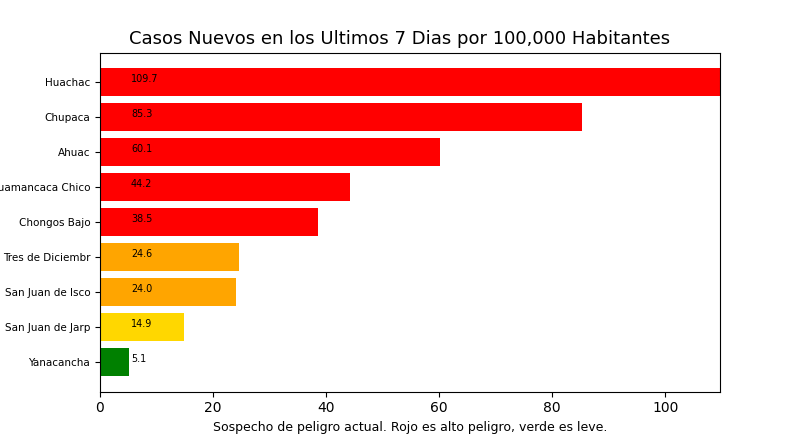 Casos Nuevos en los Ultimos 7 Dias por 100,000 Habitantes
Huachac 109.7
Chupaca 85.3
Ahuac 60.1
uamancaca Chico 44.2
Chongos Bajo 38.5
Tres de Diciembr 24.6
San Juan de Isco 24.0
San Juan de Jarp 14.9
Yanacancha 5.1
0 20 40 60 80 100
Sospecho de peligro actual. Rojo es alto peligro, verde es leve.